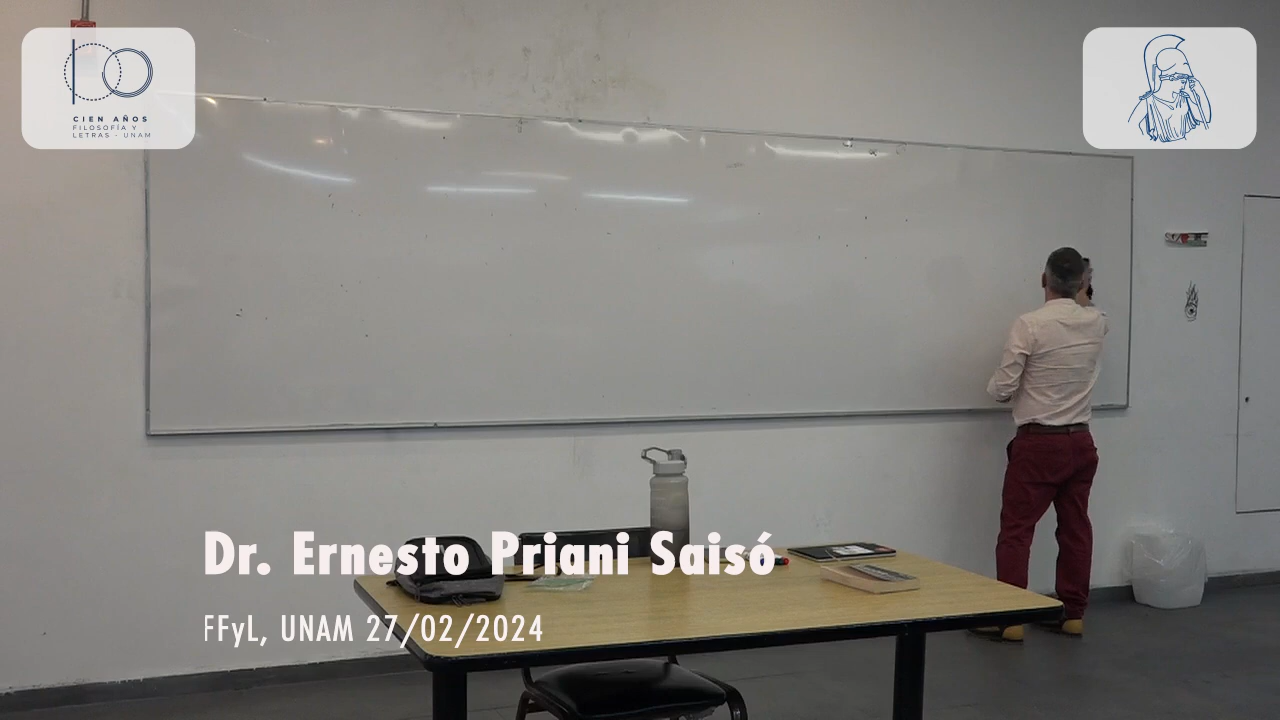 CIEN AÑOS
FILOSOFÍA Y
LETRAS - UNAM
Dr. Ernesto Priani Saisó
FFyL, UNAM 27/02/2024